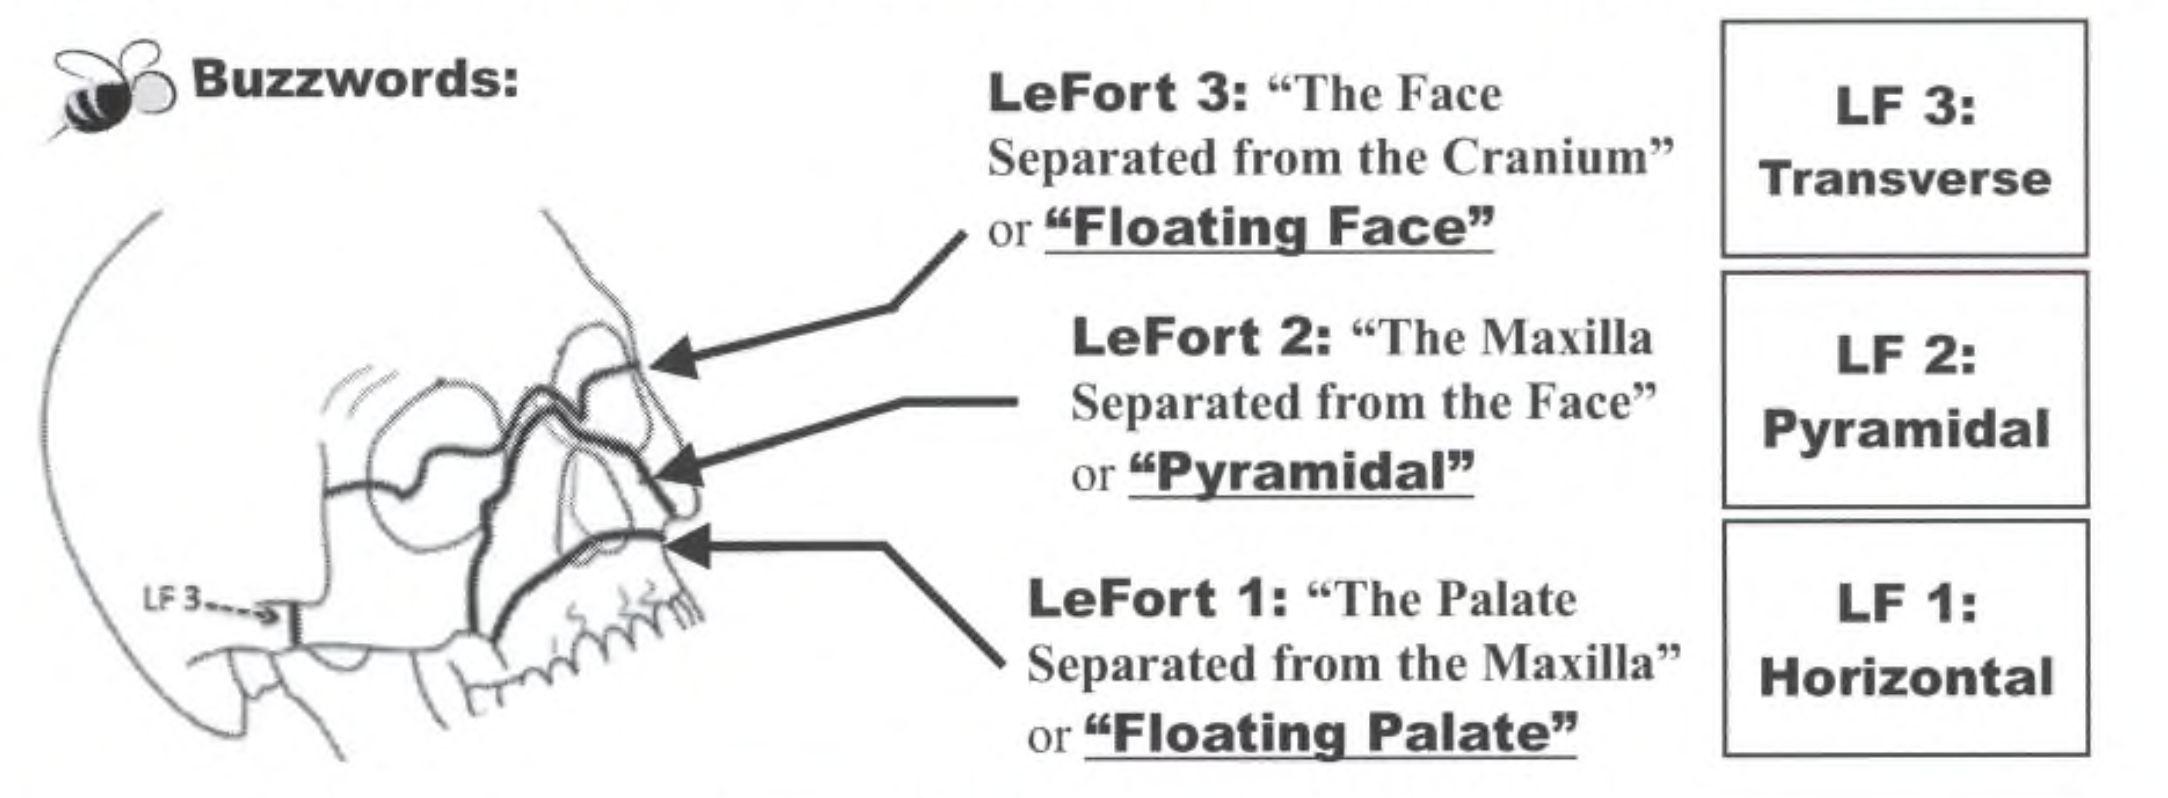 Buzzwords:
LeFort 3: “The Face
Separated from the Cranium”
or “Floating Face”
LF 3:
Transverse
LeFort 2: “The Maxilla
Separated from the Face”
or “Pyramidal”
LF 2:
Pyramidal
LF 3
LeFort 1: “The Palate
Separated from the Maxilla”
or “Floating Palate”
LF 1:
Horizontal